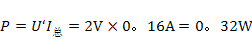 P = U‘I总 = 2V × 0。16A = 0。32W